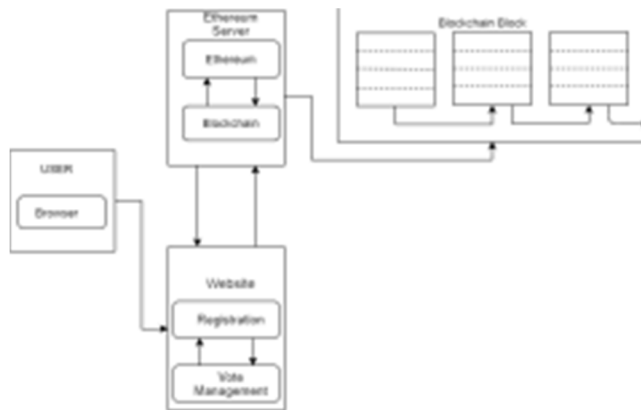 Ethereum
Server
Ethereum
Blockchain
Blockchain Block
USER
Browser
Website
Registration
Vote
Management